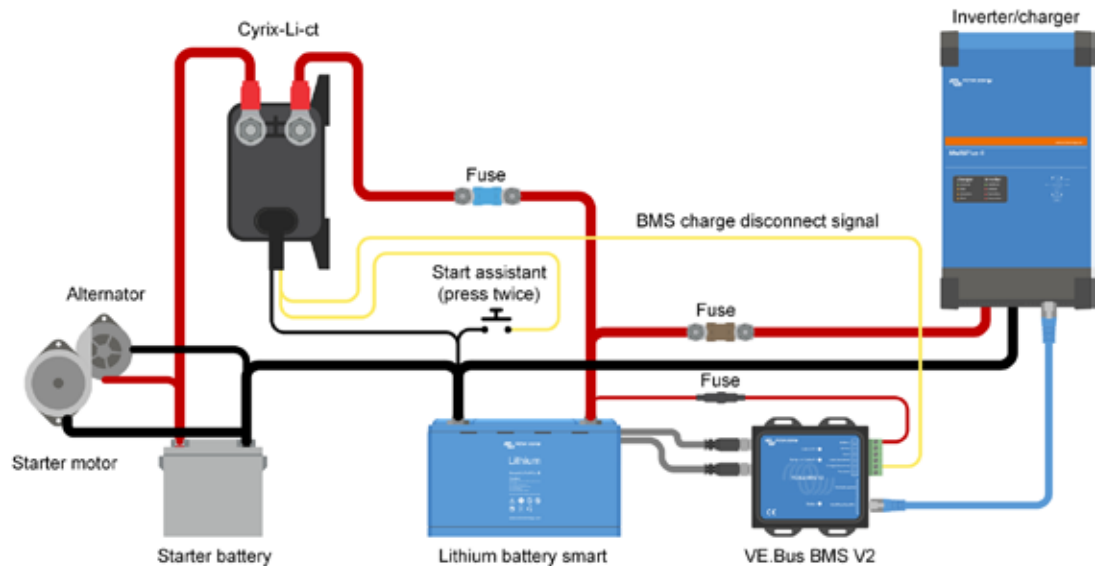 Cyrix-Li-ct
Inverter/charger
Fuse
BMS charge disconnect signal
Start assistant
(press twice)
Alternator
Fuse
Fuse
Starter motor
Lithium
Starter battery
Lithium battery smart
VE.Bus BMS V2